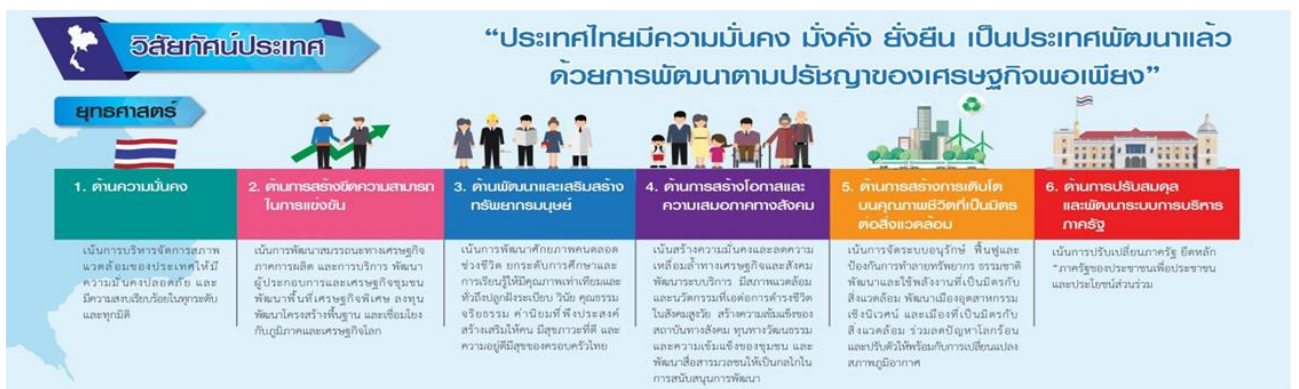 วิสัยทัศน์ประเทศ
“ประเทศไทยมีความมั่นคง มั่งคั่ง ยั่งยืน เป็นประเทศพัฒนาแล้ว
ด้วยการพัฒนาตามปรัชญาของเศรษฐกิจพอเพียง”
ยุทธศาสตร์
1. ด้านความมั่นคง
เน้นการบริหารจัดการสภาพ
แวดล้อมของประเทศให้มี
ความมั่นคงปลอดภัย และ
มีความสงบเรียบร้อยในทุกระดับ
และทุกมิติ
2. ด้านการสร้างขีดความสามารถ
ในการแข่งขัน
เน้นการพัฒนาสมรรถนะทางเศรษฐกิจ
ภาคการผลิต และการบริการ พัฒนา
ผู้ประกอบการและเศรษฐกิจชุมชน
พัฒนาพื้นที่เศรษฐกิจพิเศษ ลงทุน
พัฒนาโครงสร้างพื้นฐาน และเชื่อมโยง
กับภูมิภาคและเศรษฐกิจโลก
3. ด้านพัฒนาและเสริมสร้าง
ทรัพยากรมนุษย์
เน้นการพัฒนาศักยภาพคนตลอด
ช่วงชีวิต ยกระดับการศึกษาและ
การเรียนรู้ให้มีคุณภาพเท่าเทียมและ
ทั่วถึงปลูกฝังระเบียบ วินัย คุณธรรม
จริยธรรม ค่านิยมที่พึงประสงค์
สร้างเสริมให้คน มีสุขภาวะที่ดี และ
ความอยู่ดีมีสุขของครอบครัวไทย
4. ด้านการสร้างโอกาสและ
ความเสมอภาคทางสังคม
เน้นสร้างความมั่นคงและลดความ
เหลื่อมล้ำทางเศรษฐกิจและสังคม
พัฒนาระบบบริการ มีสภาพแวดล้อม
และนวัตกรรมที่เอื้อต่อการดำรงชีวิต
ในสังคมสูงวัย สร้างความเข้มแข็งของ
สถาบันทางสังคม ทุนทางวัฒนธรรม
และความเข้มแข็งของชุมชน และ
พัฒนาสื่อสารมวลชนให้เป็นกลไกใน
การสนับสนุนการพัฒนา
5. ด้านการสร้างการเติบโต
บนคุณภาพชีวิตที่เป็นมิตร
ต่อสิ่งแวดล้อม
เน้นการจัดระบบอนุรักษ์ ฟื้นฟูและ
ป้องกันการทำลายทรัพยากร ธรรมชาติ
พัฒนาและใช้พลังงานที่เป็นมิตรกับ
สิ่งแวดล้อม พัฒนาเมืองอุตสาหกรรม
เชิงนิเวศน์ และเมืองที่เป็นมิตรกับ
สิ่งแวดล้อม ร่วมลดปัญหาโลกร้อน
และปรับตัวให้พร้อมกับการเปลี่ยนแปลง
สภาพภูมิอากาศ
6. ด้านการปรับสมดุล
และพัฒนาระบบการบริหาร
ภาครัฐ
เน้นการปรับเปลี่ยนภาครัฐ ยึดหลัก
“ภาครัฐของประชาชนเพื่อประชาชน
และประโยชน์ส่วนร่วม